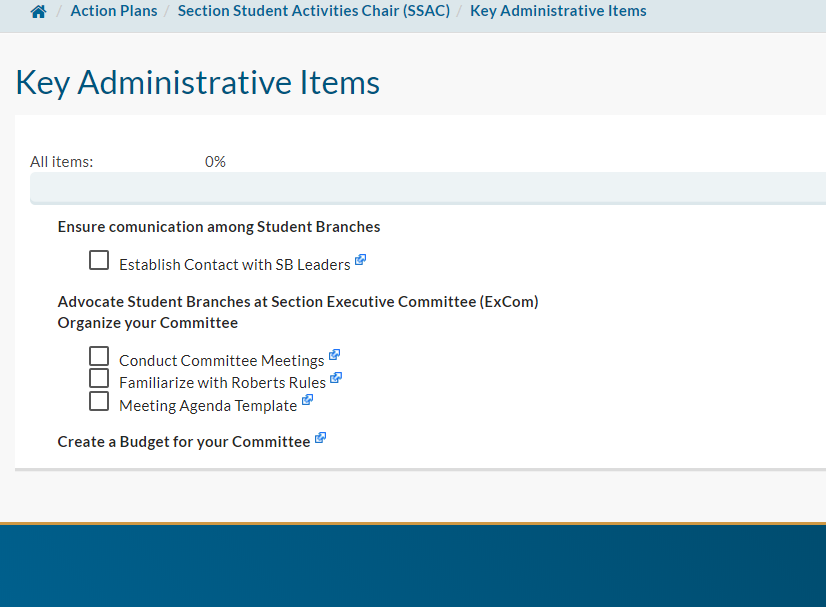 / Action Plans / Section Student Activities Chair (SSAC) / Key Administrative Items
Key Administrative Items
All items: 0%
Ensure comunication among Student Branches
Establish Contact with SB Leaders
Advocate Student Branches at Section Executive Committee (ExCom)
Organize your Committee
Conduct Committee Meetings
Familiarize with Roberts Rules
Meeting Agenda Template
Create a Budget for your Committee